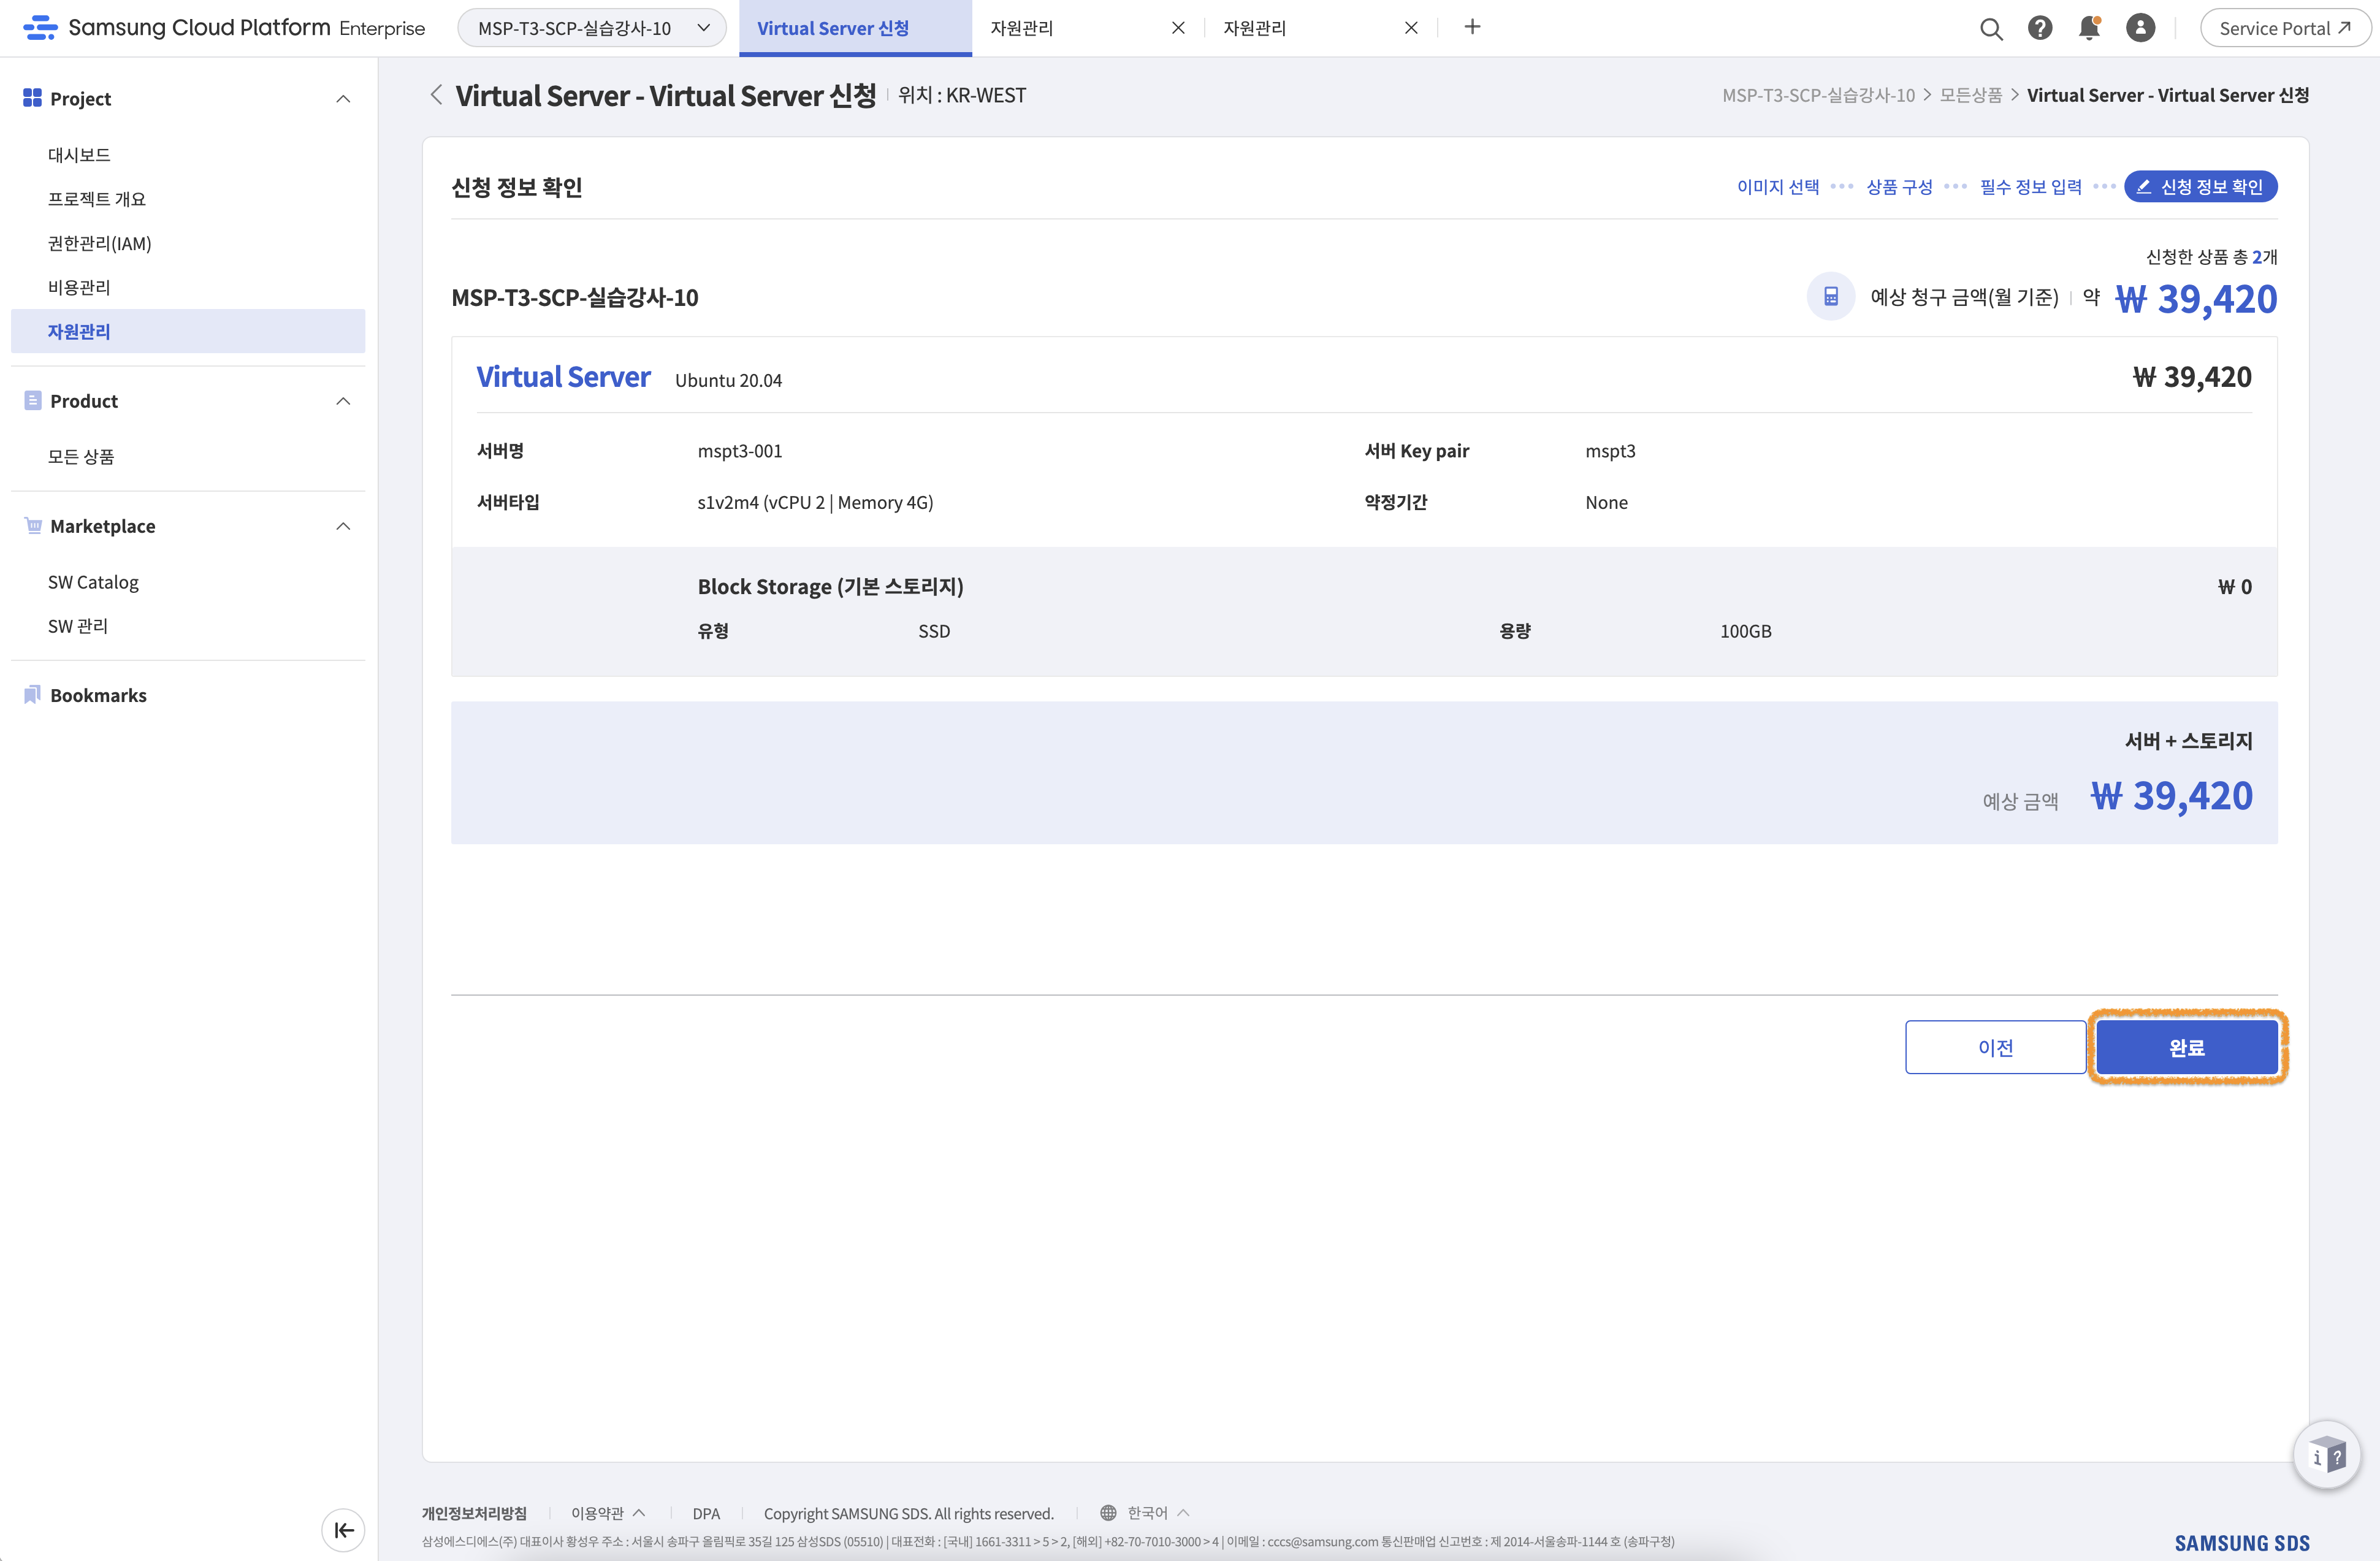 Samsung Cloud Platform Enterprise
MSP-T3-SCP-실습강사-10
Virtual Server 신청
자원관리
자원관리
Service Portal
Project
대시보드
프로젝트 개요
권한관리(IAM)
비용관리
자원관리
Product
모든 상품
Marketplace
SW Catalog
SW 관리
Bookmarks
Virtual Server - Virtual Server 신청 | 위치 : KR-WEST
MSP-T3-SCP-실습강사-10 > 모든상품 > Virtual Server - Virtual Server 신청
신청 정보 확인
이미지 선택 ••• 상품 구성 ••• 필수 정보 입력 ••• 신청 정보 확인
신청한 상품 총 2개
MSP-T3-SCP-실습강사-10
예상 청구 금액(월 기준) | 약 ₩ 39,420
Virtual Server Ubuntu 20.04 ₩ 39,420
서버명 mspt3-001 서버 Key pair mspt3
서버타입 s1v2m4 (vCPU 2 | Memory 4G) 약정기간 None
Block Storage (기본 스토리지) ₩ 0
유형 SSD 용량 100GB
서버 + 스토리지
예상 금액 ₩ 39,420
이전 완료
i ?
개인정보처리방침 이용약관 DPA Copyright SAMSUNG SDS. All rights reserved. 한국어
삼성에스디에스(주) 대표이사 황성우 주소 : 서울시 송파구 올림픽로 35길 125 삼성SDS (05510) | 대표전화 : [국내] 1661-3311 > 5 > 2, [해외] +82-70-7010-3000 > 4 | 이메일 : cccs@samsung.com 통신판매업 신고번호 : 제 2014-서울송파-1144 호 (송파구청)
SAMSUNG SDS